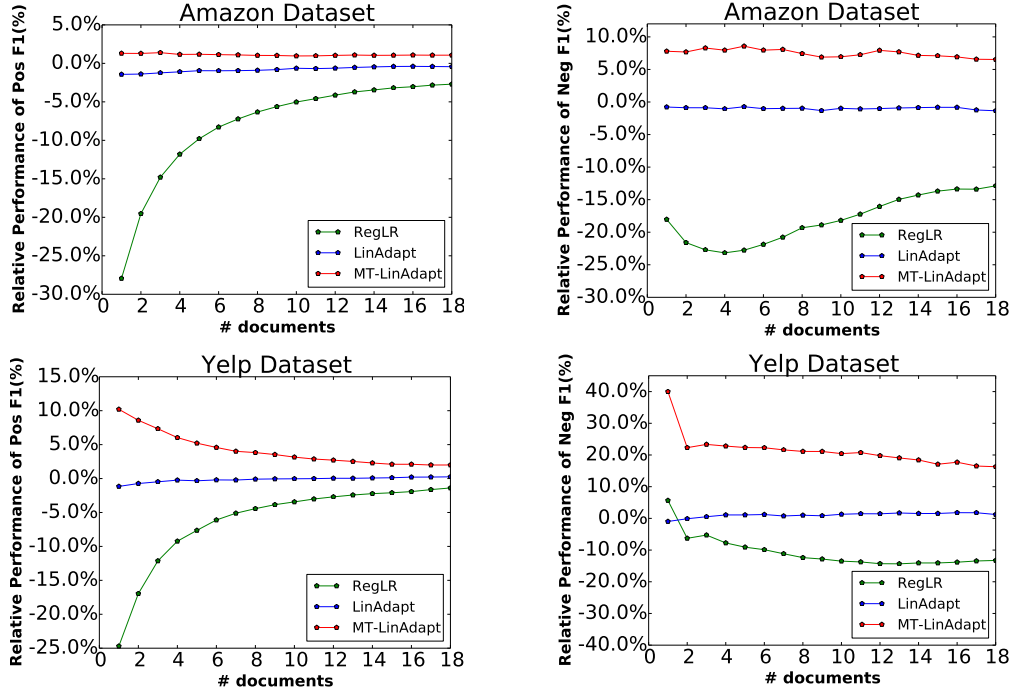 Amazon Dataset
Relative Performance of Pos F1(%)
5.0%
0.0%
-5.0%
-10.0%
-15.0%
-20.0%
-25.0%
-30.0%
RegLR
LinAdapt
MT-LinAdapt
0 2 4 6 8 10 12 14 16 18
# documents
Amazon Dataset
Relative Performance of Neg F1(%)
10.0%
5.0%
0.0%
-5.0%
-10.0%
-15.0%
-20.0%
-25.0%
-30.0%
RegLR
LinAdapt
MT-LinAdapt
0 2 4 6 8 10 12 14 16 18
# documents
Yelp Dataset
Relative Performance of Pos F1(%)
15.0%
10.0%
5.0%
0.0%
-5.0%
-10.0%
-15.0%
-20.0%
-25.0%
RegLR
LinAdapt
MT-LinAdapt
0 2 4 6 8 10 12 14 16 18
# documents
Yelp Dataset
Relative Performance of Neg F1(%)
40.0%
30.0%
20.0%
10.0%
0.0%
-10.0%
-20.0%
-30.0%
-40.0%
RegLR
LinAdapt
MT-LinAdapt
0 2 4 6 8 10 12 14 16 18
# documents